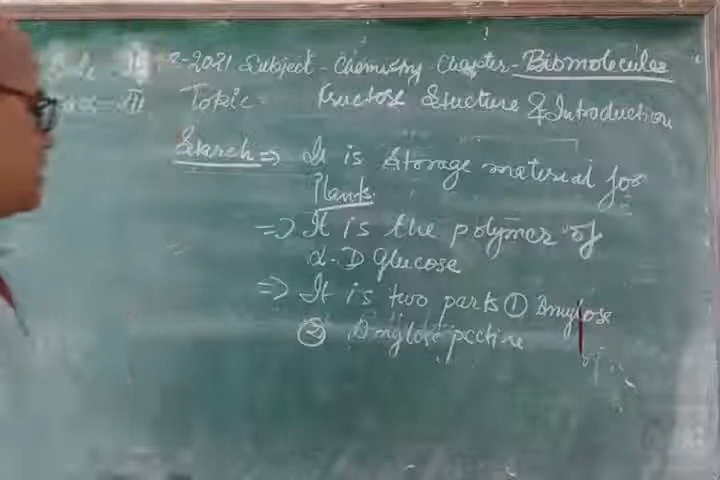 -2021 Subject - Chemistry Chapter - Biomolecules
Topic - Fructose Structure & Introduction
Starch ⇒ It is Storage material for
Plants.
⇒ It is the polymer of
α-D Glucose
⇒ It is two parts ① Amylose
② Amylose pectine